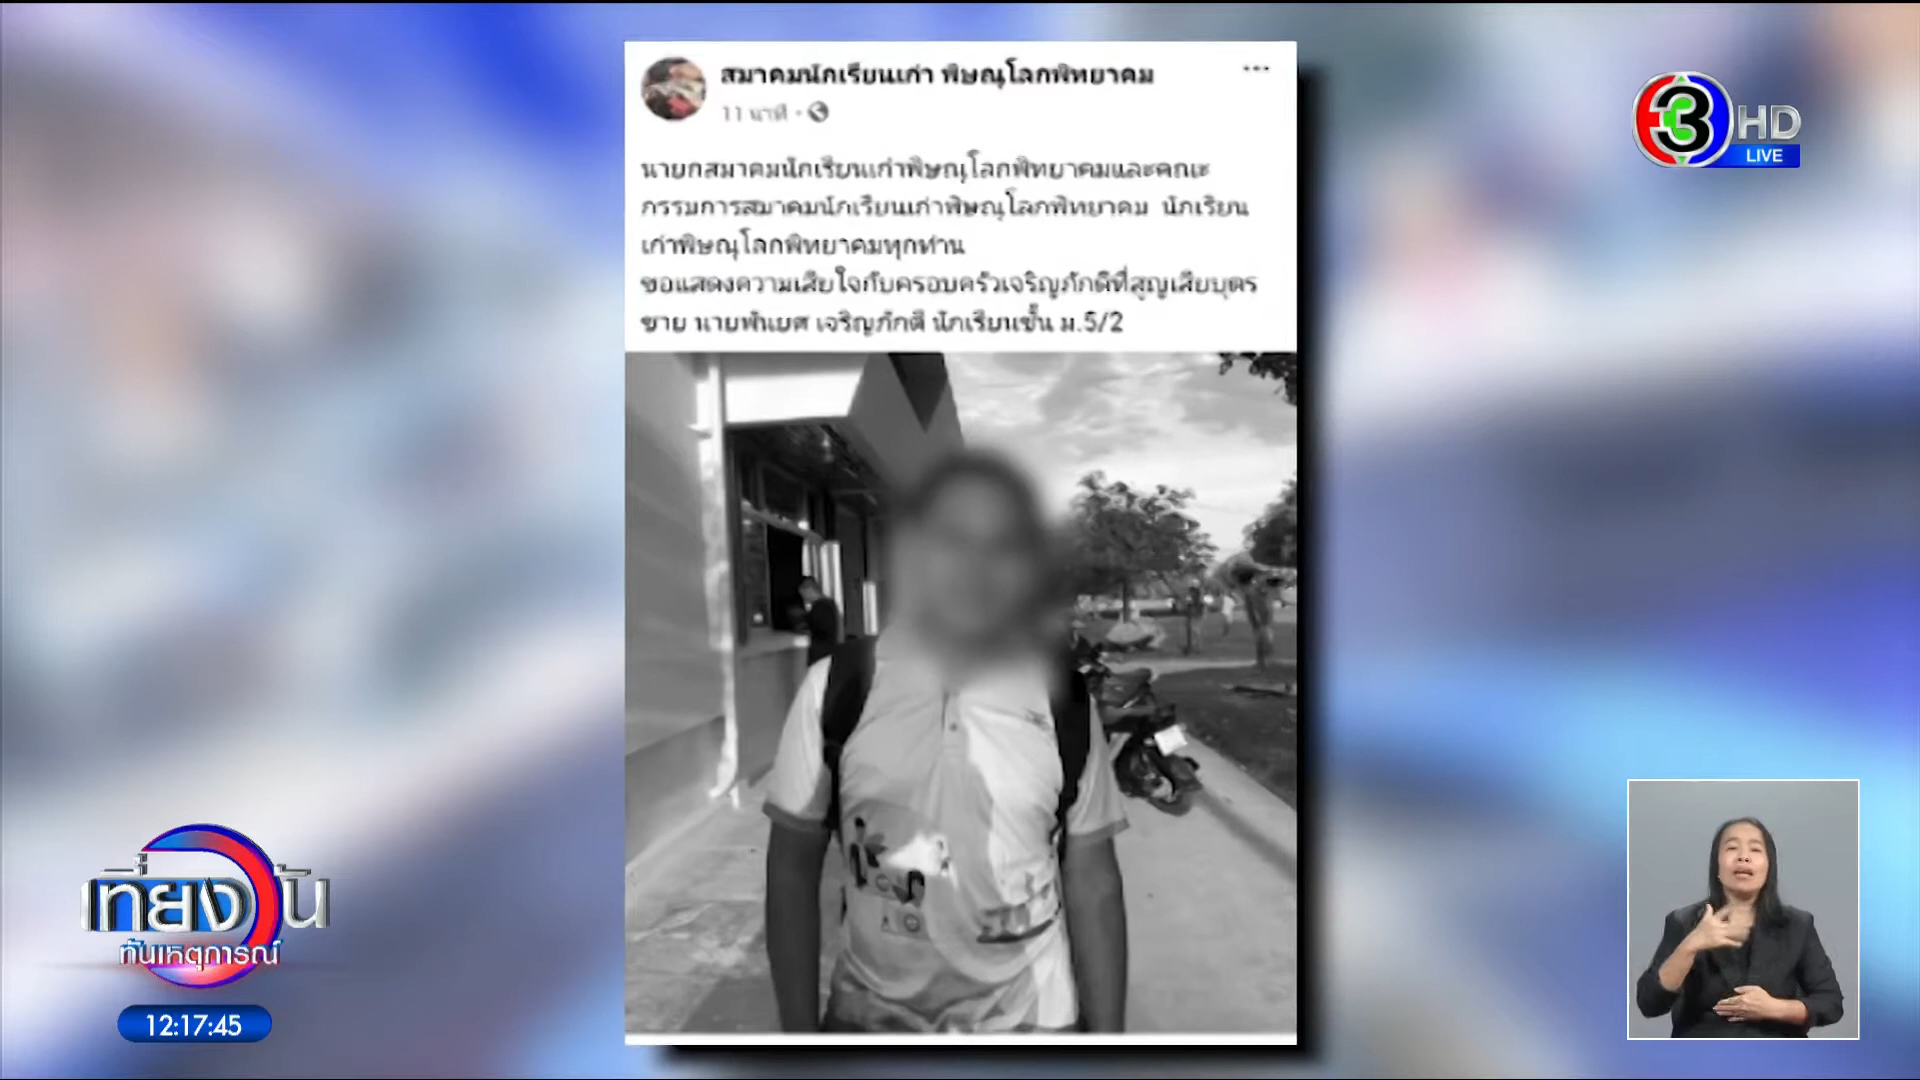 สมาคมนักเรียนเก่า พิษณุโลกพิทยาคม
11 นาที
นายกสมาคมนักเรียนเก่าพิษณุโลกพิทยาคมและคณะ
กรรมการสมาคมนักเรียนเก่าพิษณุโลกพิทยาคม นักเรียน
เก่าพิษณุโลกพิทยาคมทุกท่าน
ขอแสดงความเสียใจกับครอบครัวเจริญภักดีที่สูญเสียบุตร
ชาย นายพันยศ เจริญภักดี นักเรียนชั้น ม.5/2
3 HD
LIVE
เที่ยงวัน
ทันเหตุการณ์
12:17:45